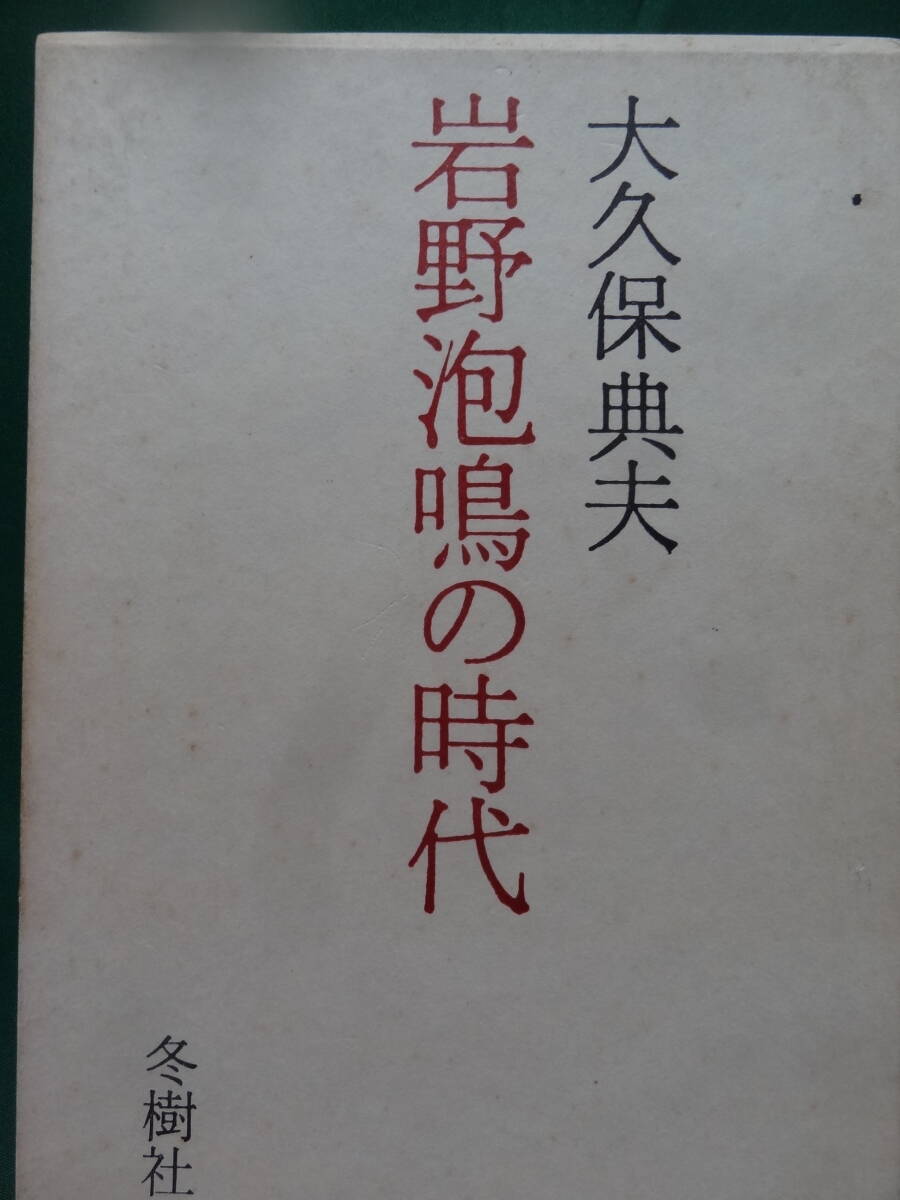 大久保典夫
岩野泡鳴の時代
冬樹社